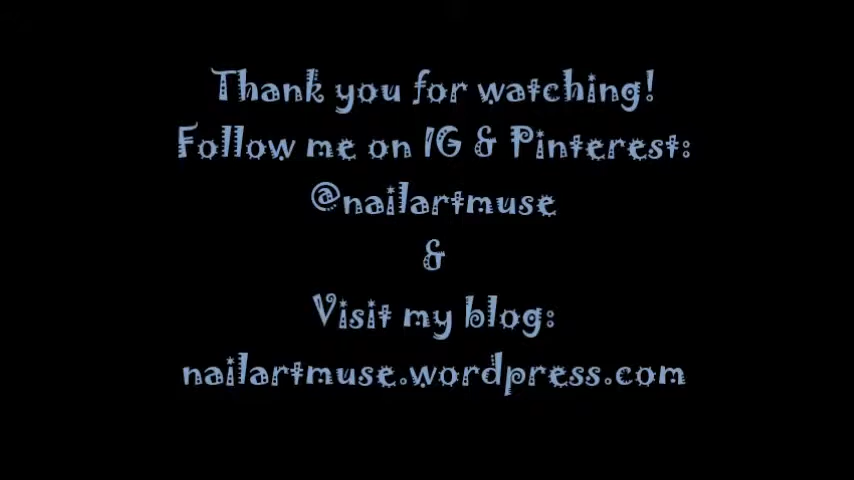 Thank you for watching!
Follow me on IG & Pinterest:
@nailartmuse
&
Visit my blog:
nailartmuse.wordpress.com